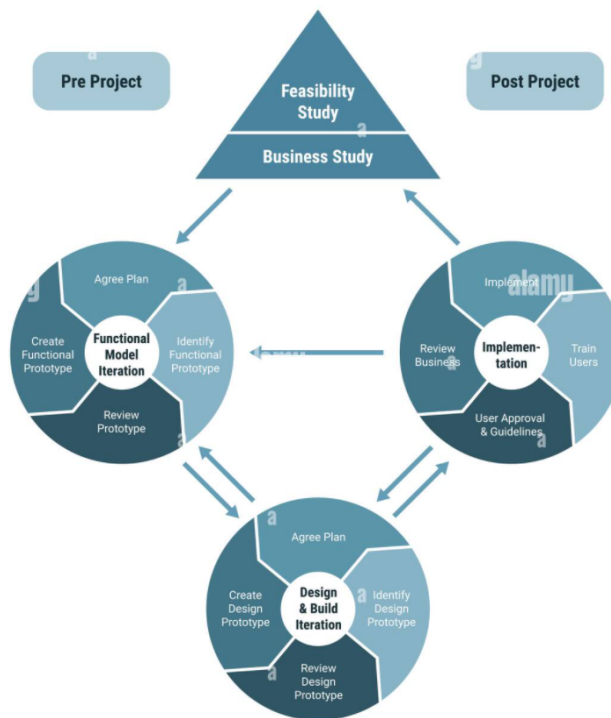 Pre Project
Feasibility
Study
Business Study
Post Project
Agree Plan
Create
Functional
Prototype
Functional
Model
Iteration
Identify
Functional
Prototype
Review
Prototype
Implement
alamy
Review
Business
Implemen-
tation
Train
Users
User Approval
& Guidelines
Agree Plan
Create
Design
Prototype
Design
& Build
Iteration
Identify
Design
Prototype
Review
Design
Prototype